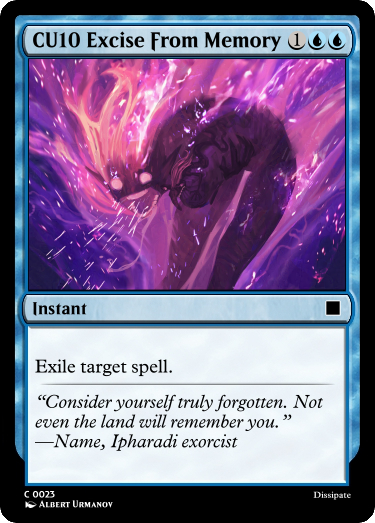 CU10 Excise From Memory 1
Instant
Exile target spell.
“Consider yourself truly forgotten. Not
even the land will remember you.”
—Name, Ipharadi exorcist
C 0023
Albert Urmanov
Dissipate